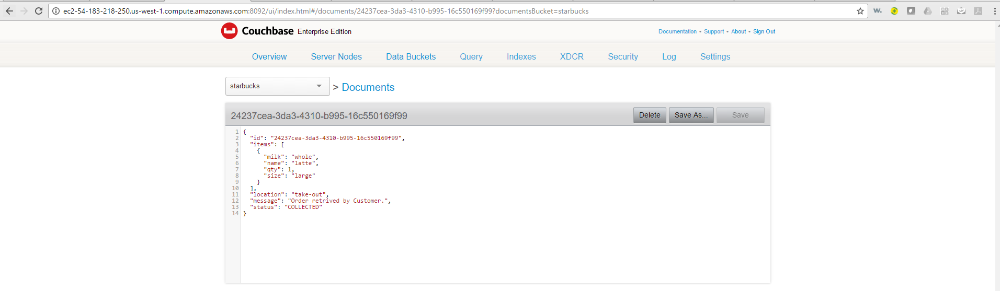 ec2-54-183-218-250.us-west-1.compute.amazonaws.com:8092/ui/index.html#/documents/24237cea-3da3-4310-b995-16c550169f99?documentsBucket=starbucks
w.
Couchbase Enterprise Edition
Documentation • Support • About • Sign Out
Overview Server Nodes Data Buckets Query Indexes XDCR Security Log Settings
starbucks > Documents
24237cea-3da3-4310-b995-16c550169f99 Delete Save As... Save
1 {
2 "id": "24237cea-3da3-4310-b995-16c550169f99",
3 "items": [
4 {
5 "milk": "whole",
6 "name": "latte",
7 "qty": 1,
8 "size": "large"
9 }
10 ],
11 "location": "take-out",
12 "message": "Order retrived by Customer.",
13 "status": "COLLECTED"
14 }